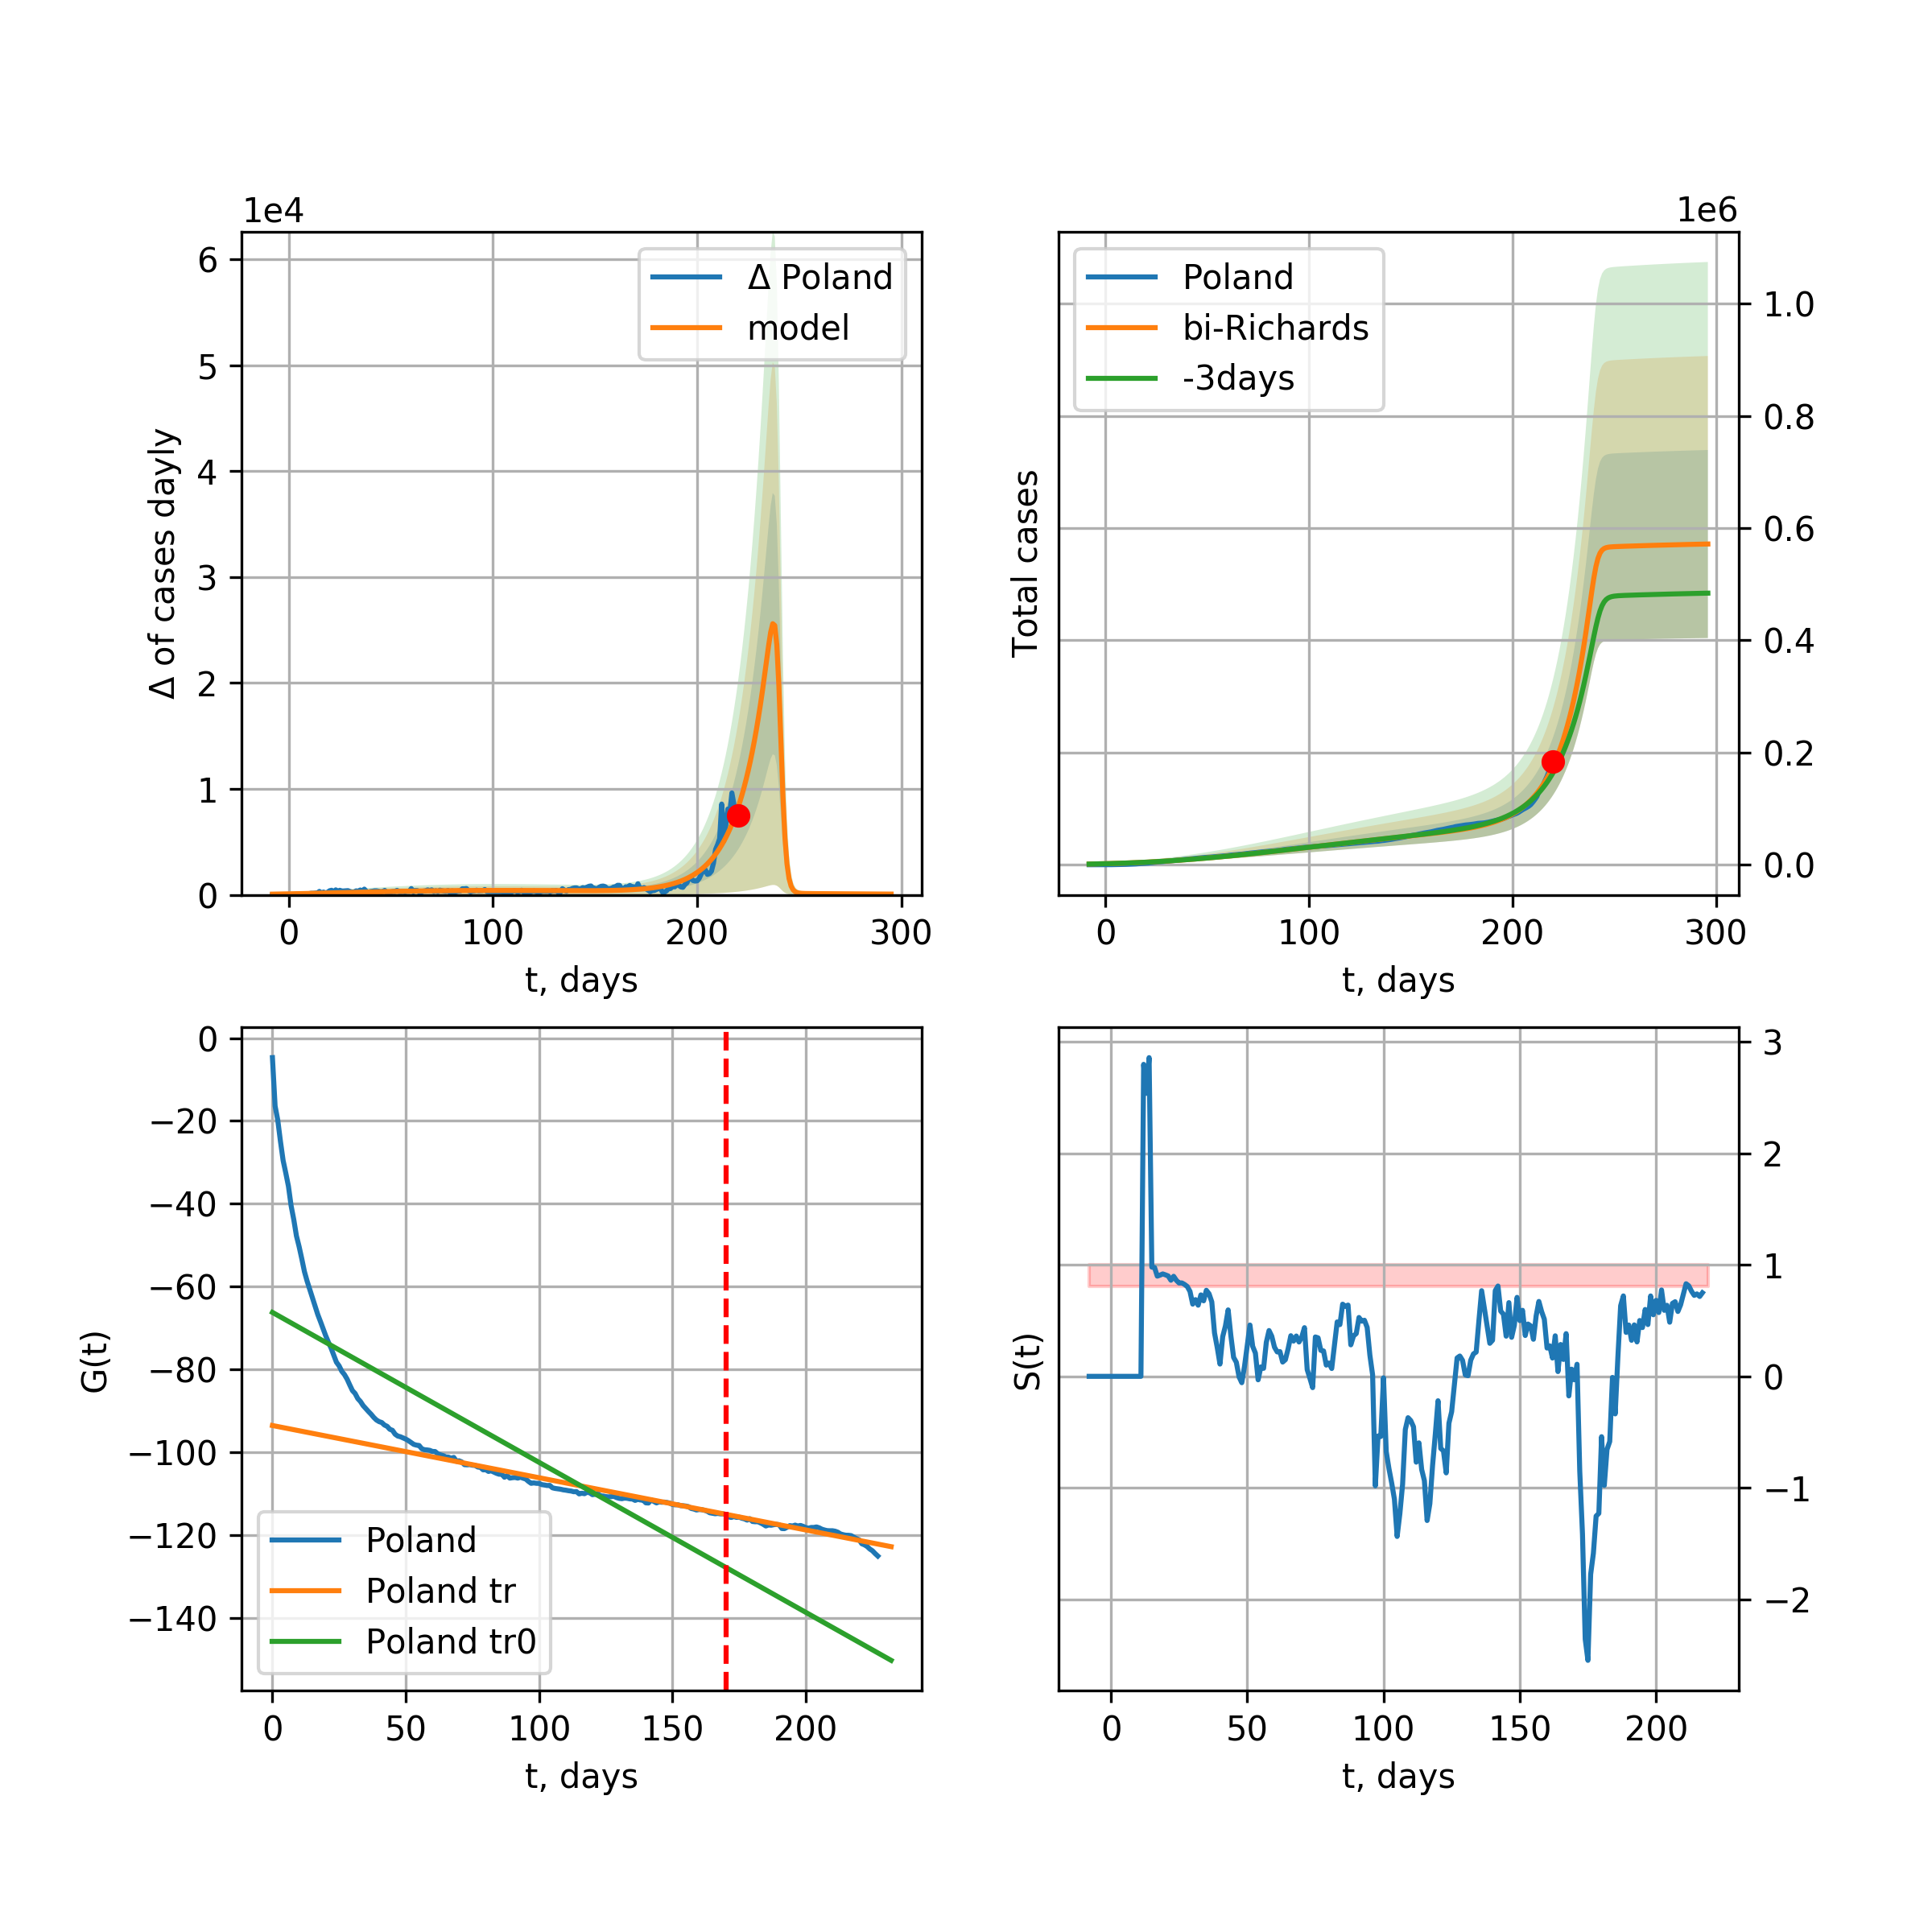 1e4
Δ of cases dayly
6
5
4
3
2
1
0
Δ Poland
model
0 100 200 300
t, days
1e6
Total cases
Poland
bi-Richards
-3days
1.0
0.8
0.6
0.4
0.2
0.0
0 100 200 300
t, days
G(t)
0
−20
−40
−60
−80
−100
−120
−140
Poland
Poland tr
Poland tr0
0 50 100 150 200
t, days
S(t)
3
2
1
0
−1
−2
0 50 100 150 200
t, days